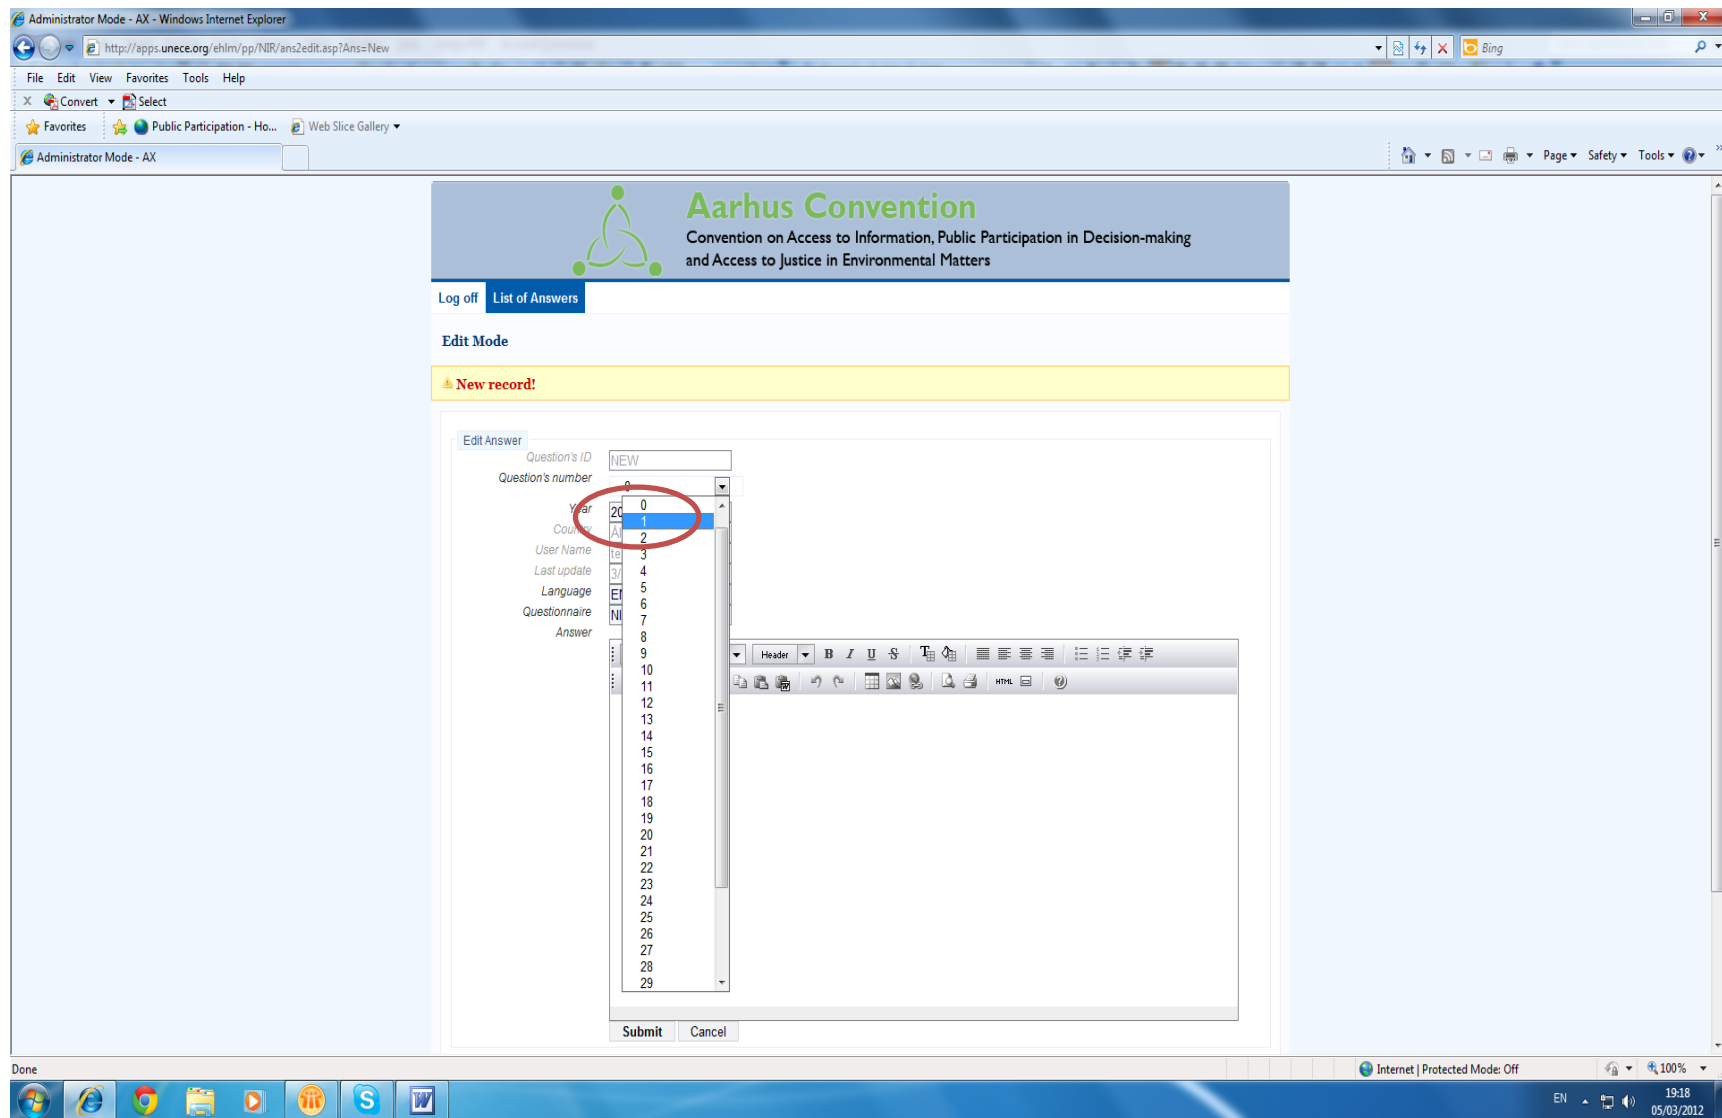 Administrator Mode - AX - Windows Internet Explorer
http://apps.unece.org/ehlm/pp/NIR/ans2edit.asp?Ans=New
Bing
File Edit View Favorites Tools Help
X Convert Select
Favorites Public Participation - Ho... Web Slice Gallery
Administrator Mode - AX
Page Safety Tools
Aarhus Convention
Convention on Access to Information, Public Participation in Decision-making
and Access to Justice in Environmental Matters
Log off List of Answers
Edit Mode
New record!
Edit Answer
Question's ID NEW
Question's number 0
Year 20
Country
User Name te
Last update 3/
Language
Questionnaire
Answer
0
1
2
3
4
5
6
7
8
9
10
11
12
13
14
15
16
17
18
19
20
21
22
23
24
25
26
27
28
29
Header B I U S
HTML
Submit Cancel
Done
Internet | Protected Mode: Off
100%
EN
19:18
05/03/2012